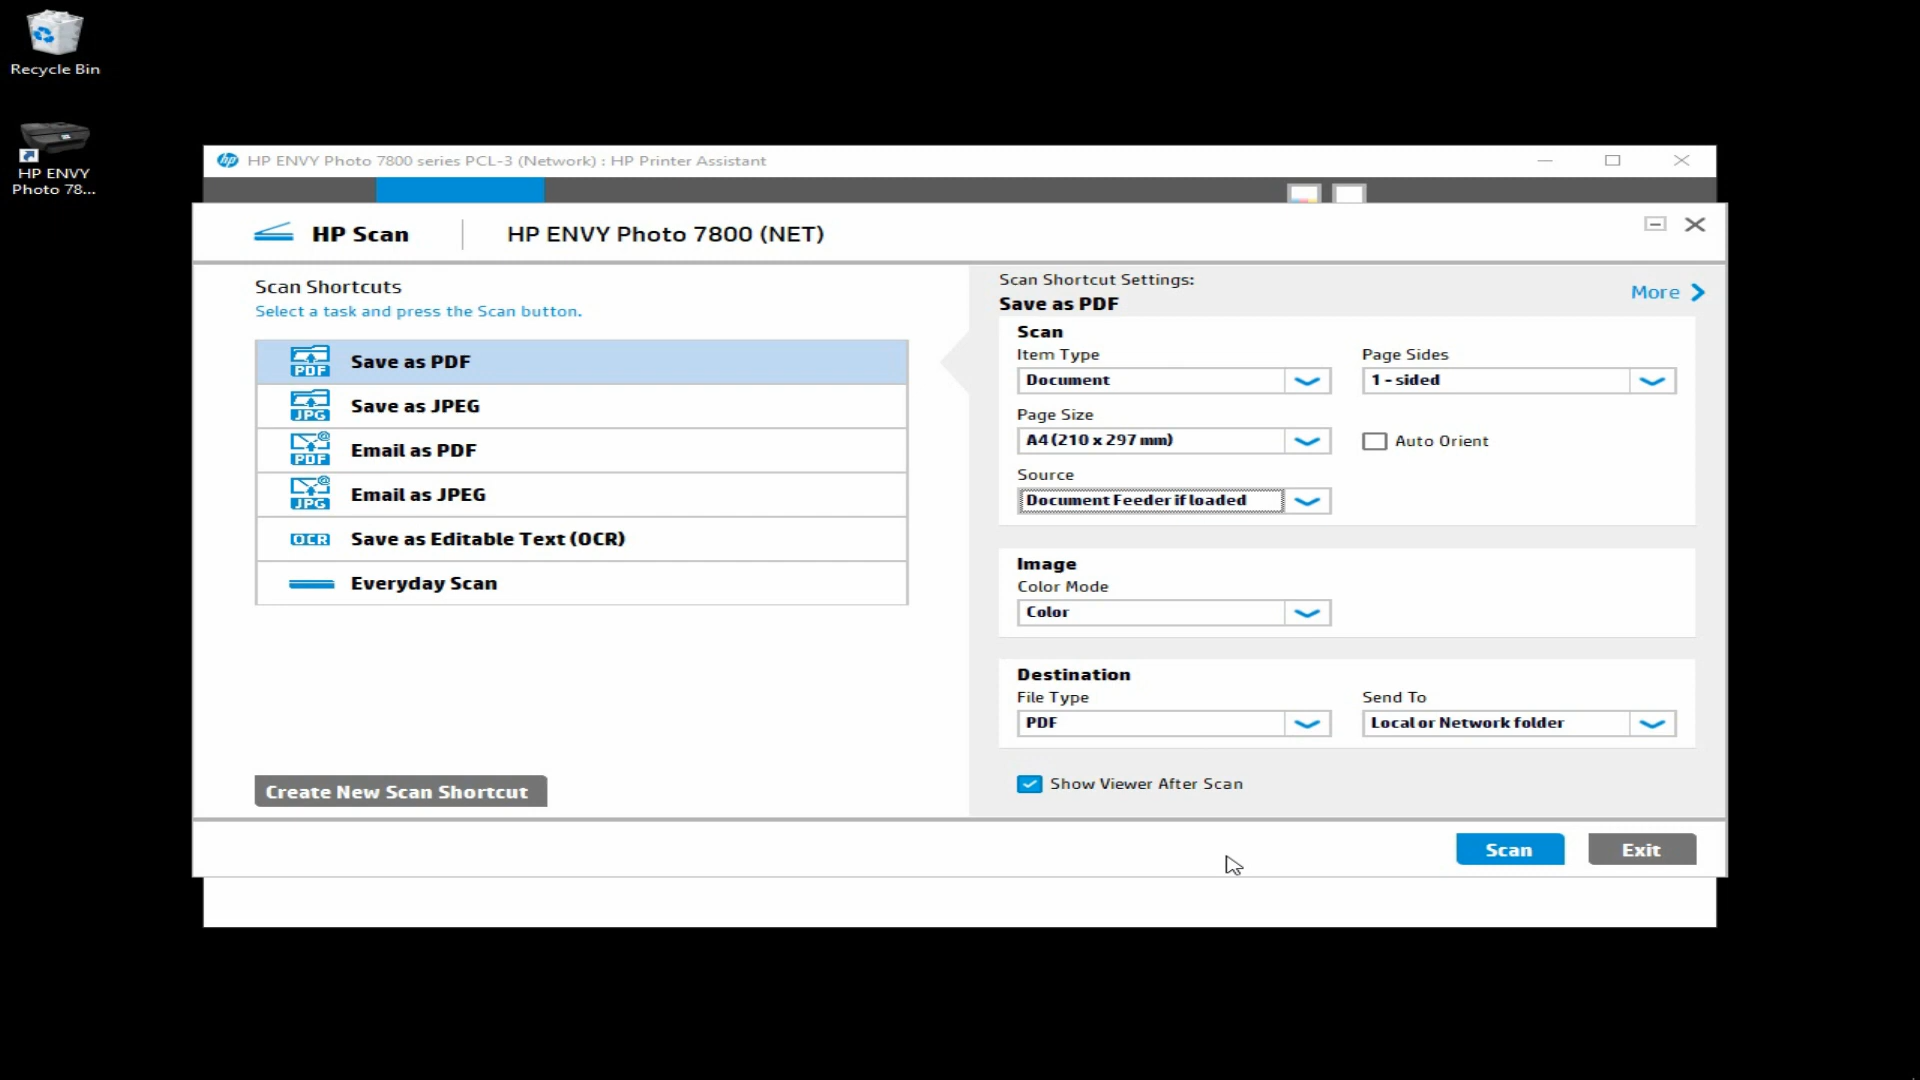 Recycle Bin
HP ENVY
Photo 78...
hp HP ENVY Photo 7800 series PCL-3 (Network) : HP Printer Assistant
HP Scan
HP ENVY Photo 7800 (NET)
Scan Shortcuts
Select a task and press the Scan button.
PDF Save as PDF
JPG Save as JPEG
PDF Email as PDF
JPG Email as JPEG
OCR Save as Editable Text (OCR)
Everyday Scan
Create New Scan Shortcut
Scan Shortcut Settings:
Save as PDF
More
Scan
Item Type
Page Sides
Document
1 - sided
Page Size
A4 (210 x 297 mm)
Auto Orient
Source
Document Feeder if loaded
Image
Color Mode
Color
Destination
File Type
Send To
PDF
Local or Network folder
Show Viewer After Scan
Scan
Exit